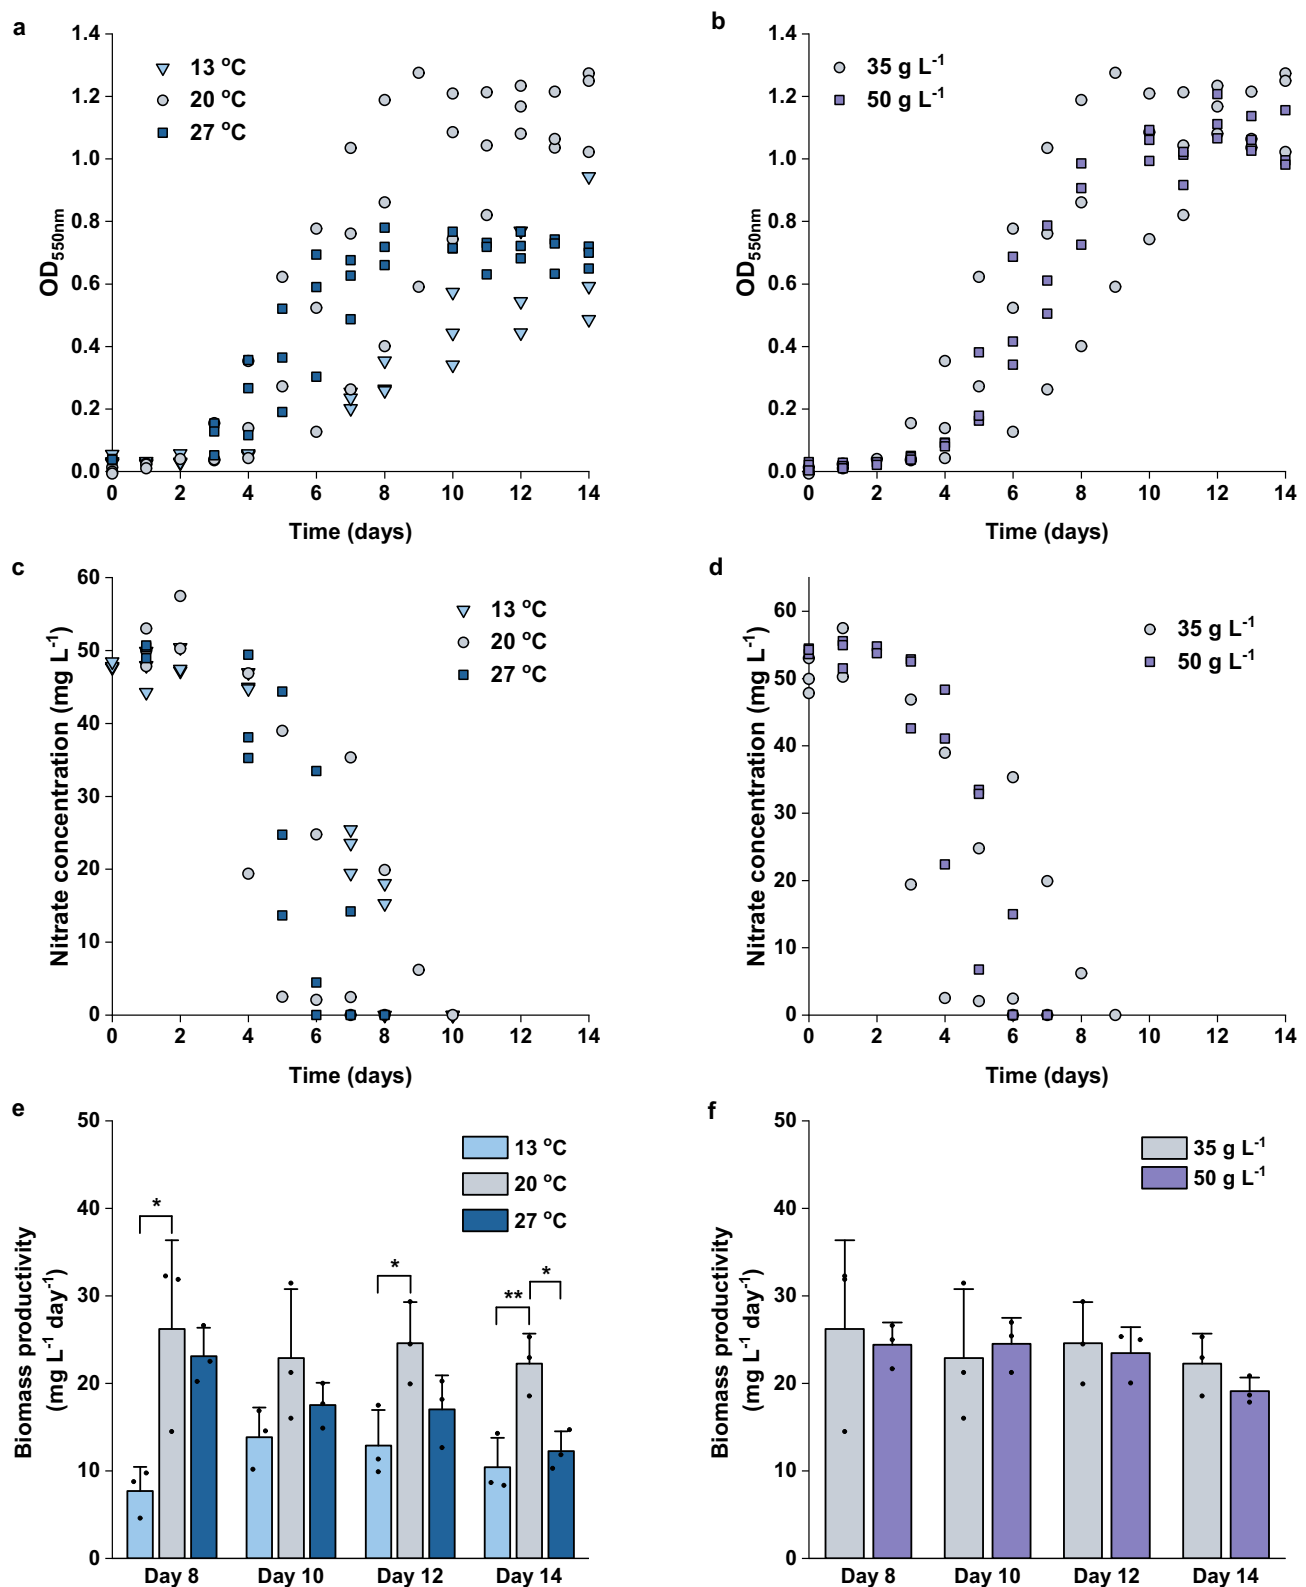 a
13 °C
20 °C
27 °C
OD550nm
1.4
1.2
1.0
0.8
0.6
0.4
0.2
0.0
0 2 4 6 8 10 12 14
Time (days)
b
35 g L-1
50 g L-1
OD550nm
1.4
1.2
1.0
0.8
0.6
0.4
0.2
0.0
0 2 4 6 8 10 12 14
Time (days)
c
13 °C
20 °C
27 °C
Nitrate concentration (mg L-1)
60
50
40
30
20
10
0
0 2 4 6 8 10 12 14
Time (days)
d
35 g L-1
50 g L-1
Nitrate concentration (mg L-1)
60
50
40
30
20
10
0
0 2 4 6 8 10 12 14
Time (days)
e
13 °C
20 °C
27 °C
Biomass productivity
(mg L-1 day-1)
50
40
30
20
10
0
*
*
**
*
Day 8 Day 10 Day 12 Day 14
f
35 g L-1
50 g L-1
Biomass productivity
(mg L-1 day-1)
50
40
30
20
10
0
Day 8 Day 10 Day 12 Day 14